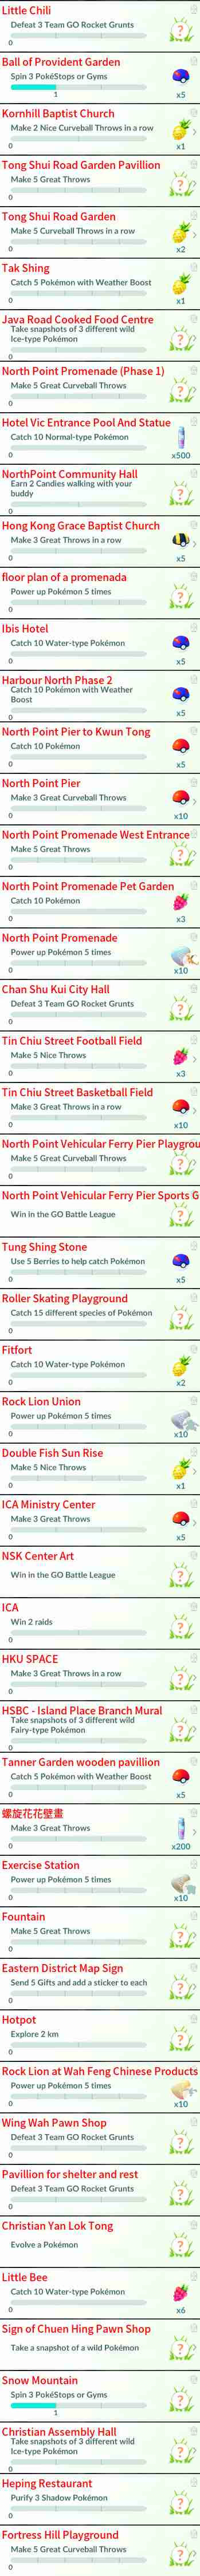 Little Chili
Defeat 3 Team GO Rocket Grunts
?
0
Ball of Provident Garden
Spin 3 PokéStops or Gyms
1
x5
Kornhill Baptist Church
Make 2 Nice Curveball Throws in a row
0
x1
Tong Shui Road Garden Pavillion
Make 5 Great Throws
?
0
Tong Shui Road Garden
Make 5 Curveball Throws in a row
0
x2
Tak Shing
Catch 5 Pokémon with Weather Boost
0
x1
Java Road Cooked Food Centre
Take snapshots of 3 different wild
Ice-type Pokémon
?
0
North Point Promenade (Phase 1)
Make 5 Great Curveball Throws
?
0
Hotel Vic Entrance Pool And Statue
Catch 10 Normal-type Pokémon
0
x500
NorthPoint Community Hall
Earn 2 Candies walking with your
buddy
?
0
Hong Kong Grace Baptist Church
Make 3 Great Throws in a row
0
x5
floor plan of a promenada
Power up Pokémon 5 times
?
0
Ibis Hotel
Catch 10 Water-type Pokémon
0
x5
Harbour North Phase 2
Catch 10 Pokémon with Weather
Boost
0
x5
North Point Pier to Kwun Tong
Catch 10 Pokémon
0
x5
North Point Pier
Make 3 Great Curveball Throws
0
x10
North Point Promenade West Entrance
Make 5 Great Throws
?
0
North Point Promenade Pet Garden
Catch 10 Pokémon
0
x3
North Point Promenade
Power up Pokémon 5 times
0
x10
Chan Shu Kui City Hall
Defeat 3 Team GO Rocket Grunts
?
0
Tin Chiu Street Football Field
Make 5 Nice Throws
0
x3
Tin Chiu Street Basketball Field
Make 3 Great Throws in a row
0
x10
North Point Vehicular Ferry Pier Playgrou
Make 5 Great Curveball Throws
?
0
North Point Vehicular Ferry Pier Sports G
Win in the GO Battle League
?
Tung Shing Stone
Use 5 Berries to help catch Pokémon
0
x5
Roller Skating Playground
Catch 15 different species of Pokémon
?
0
Fitfort
Catch 10 Water-type Pokémon
0
x2
Rock Lion Union
Power up Pokémon 5 times
0
x10
Double Fish Sun Rise
Make 5 Nice Throws
0
x1
ICA Ministry Center
Make 3 Great Throws
0
x5
NSK Center Art
Win in the GO Battle League
?
ICA
Win 2 raids
?
0
HKU SPACE
Make 3 Great Throws in a row
?
0
HSBC - Island Place Branch Mural
Take snapshots of 3 different wild
Fairy-type Pokémon
?
0
Tanner Garden wooden pavillion
Catch 5 Pokémon with Weather Boost
0
x5
螺旋花花壁畫
Make 3 Great Throws
0
x200
Exercise Station
Power up Pokémon 5 times
0
x10
Fountain
Make 5 Great Throws
?
0
Eastern District Map Sign
Send 5 Gifts and add a sticker to each
?
0
Hotpot
Explore 2 km
?
0
Rock Lion at Wah Feng Chinese Products
Power up Pokémon 5 times
0
x10
Wing Wah Pawn Shop
Defeat 3 Team GO Rocket Grunts
?
0
Pavillion for shelter and rest
Defeat 3 Team GO Rocket Grunts
?
0
Christian Yan Lok Tong
Evolve a Pokémon
?
Little Bee
Catch 10 Water-type Pokémon
0
x6
Sign of Chuen Hing Pawn Shop
Take a snapshot of a wild Pokémon
?
Snow Mountain
Spin 3 PokéStops or Gyms
?
1
Christian Assembly Hall
Take snapshots of 3 different wild
Ice-type Pokémon
?
0
Heping Restaurant
Purify 3 Shadow Pokémon
?
0
Fortress Hill Playground
Make 5 Great Curveball Throws
?
0